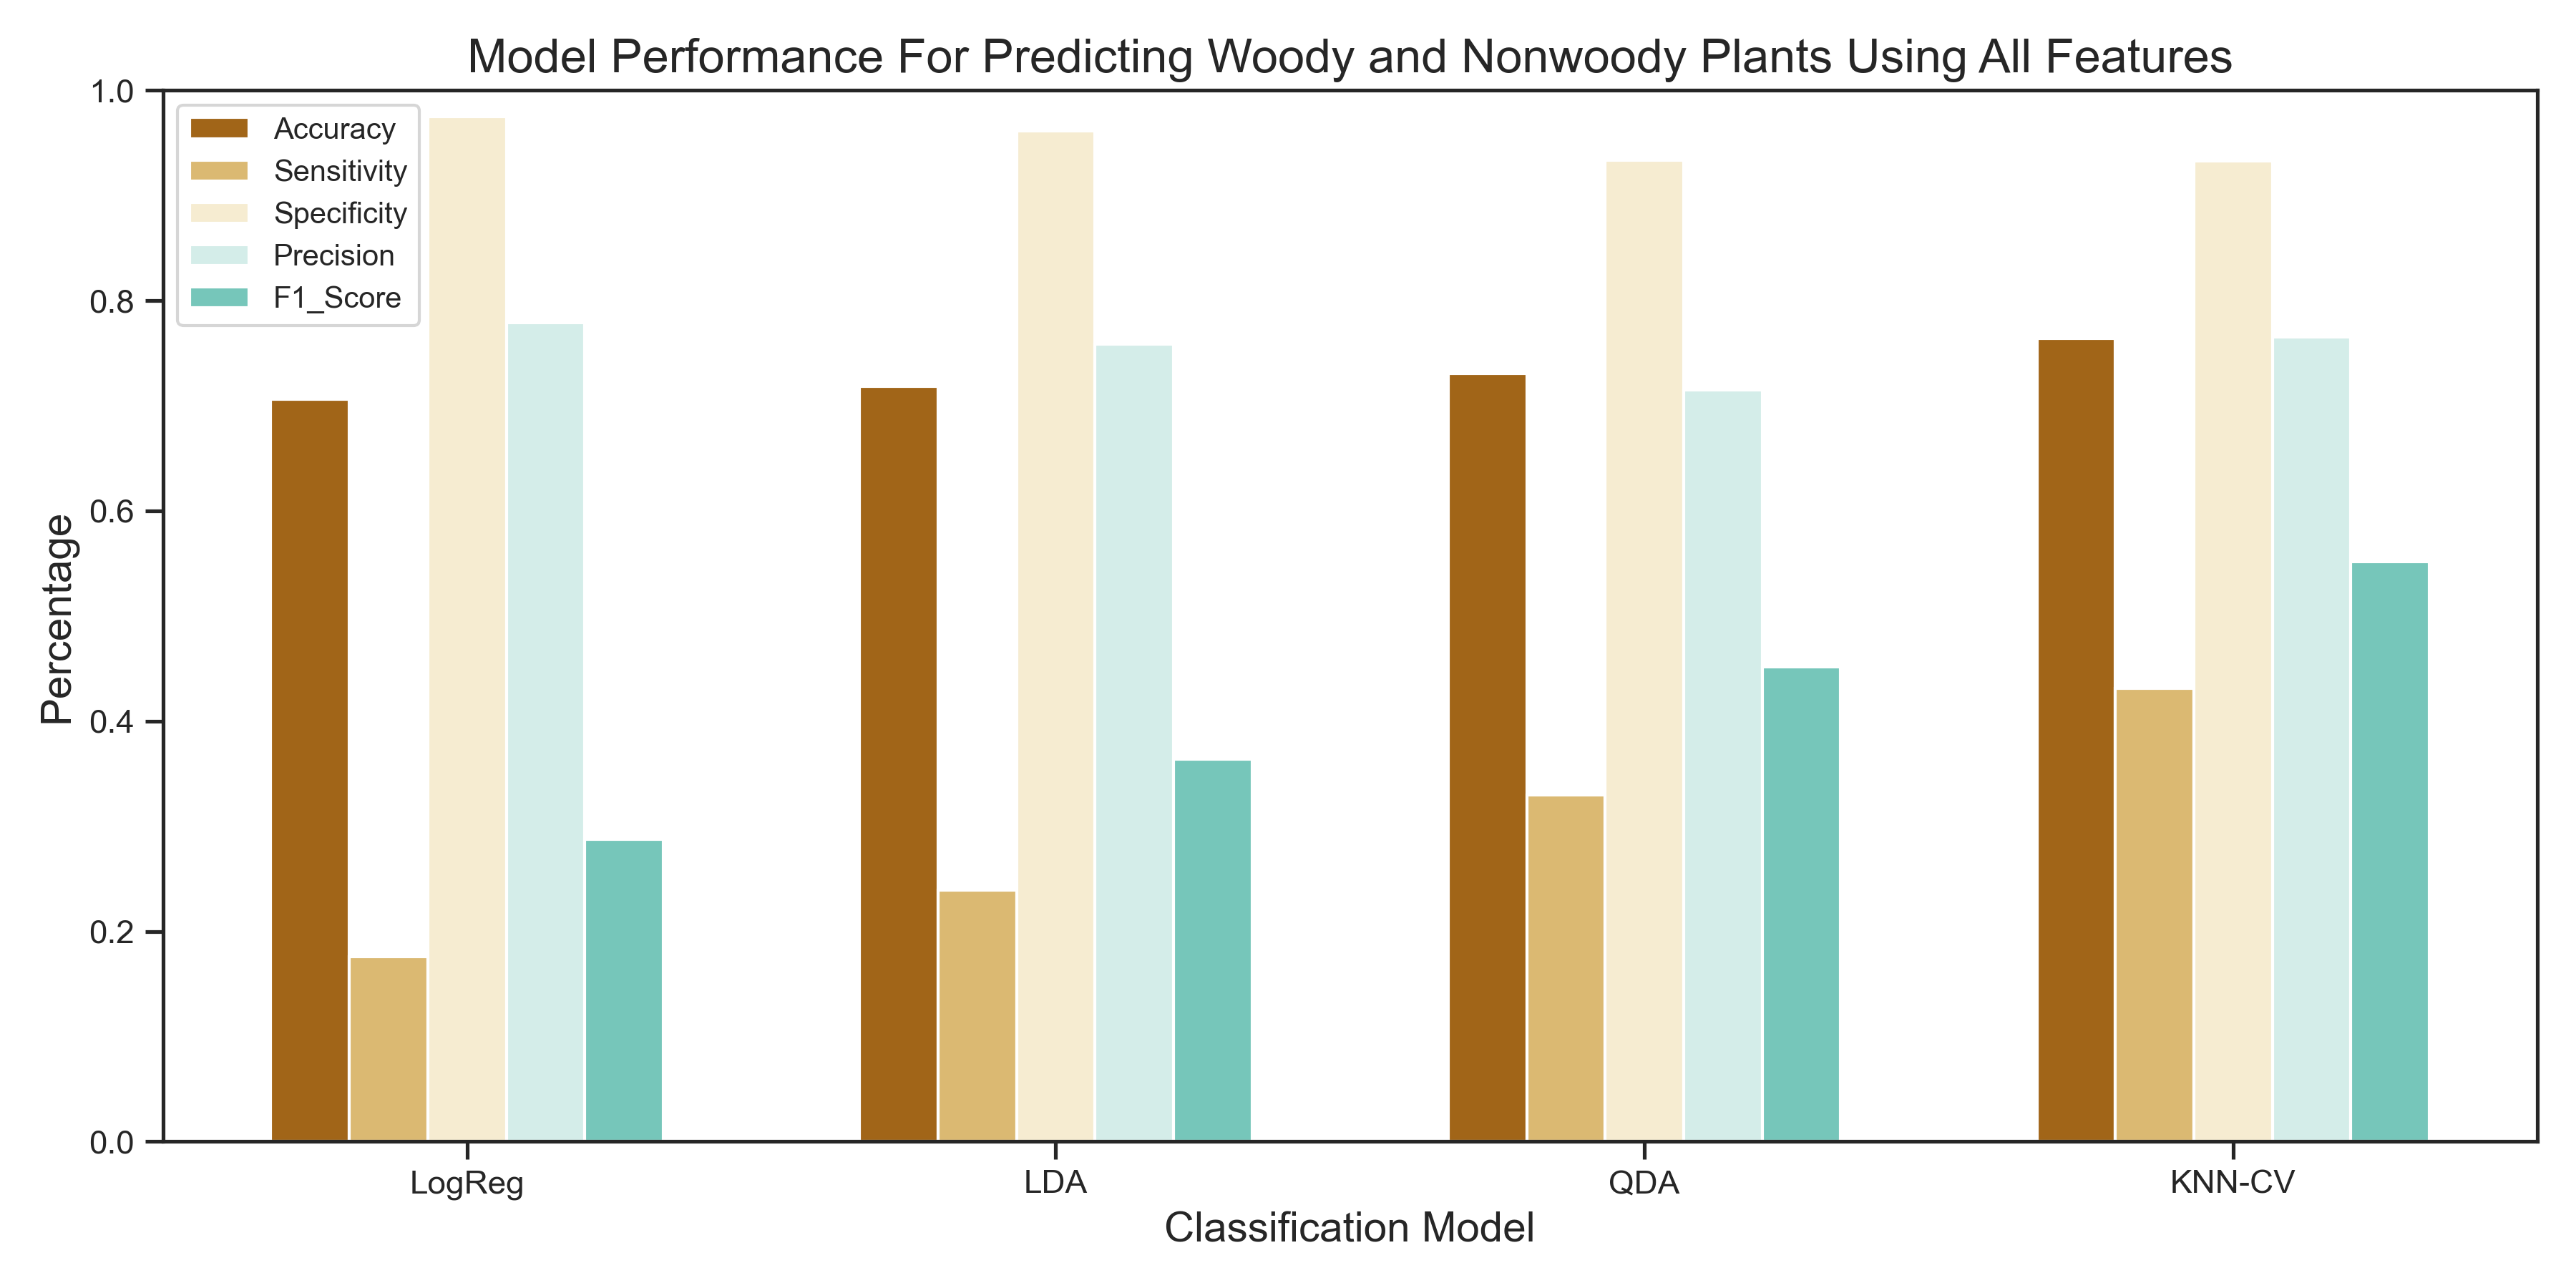 Model Performance For Predicting Woody and Nonwoody Plants Using All Features
1.0
0.8
0.6
0.4
0.2
0.0
Percentage
Accuracy
Sensitivity
Specificity
Precision
F1_Score
LogReg
LDA
QDA
KNN-CV
Classification Model